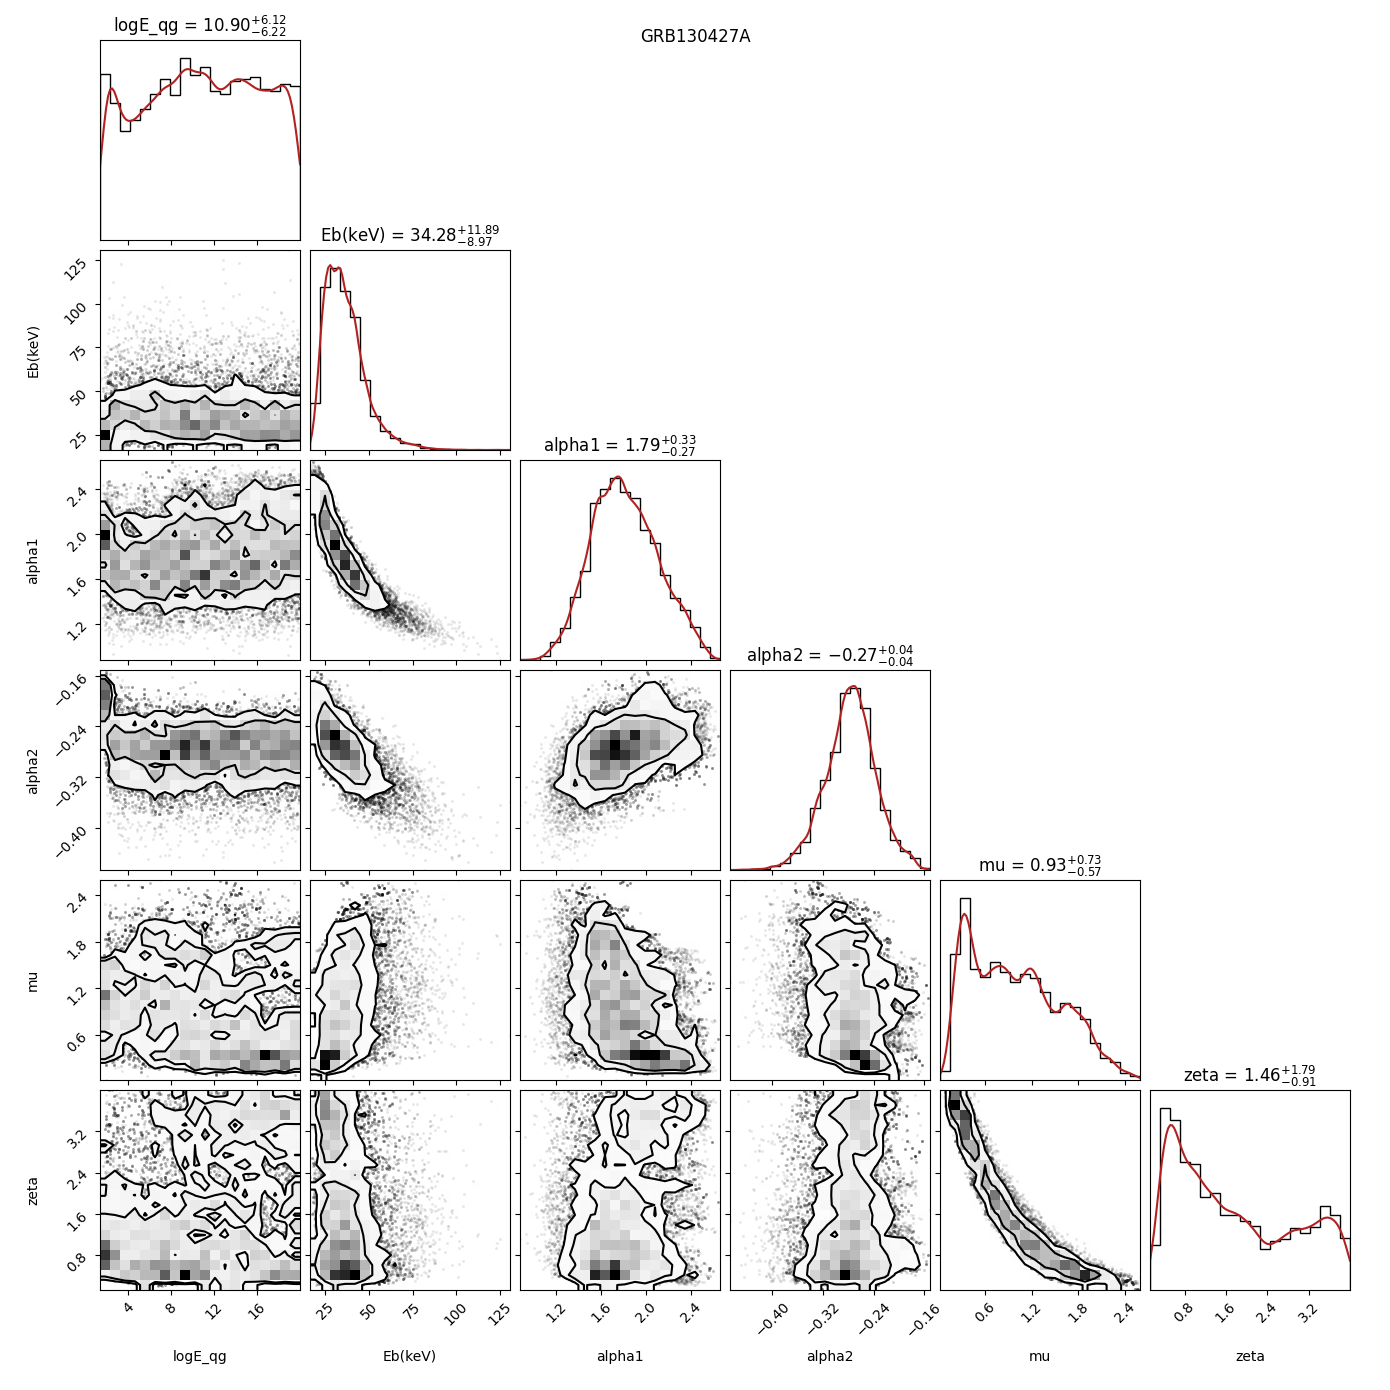 logE_qg = 10.90+6.12−6.22
GRB130427A
Eb(keV) = 34.28+11.89−8.97
125
100
75
50
25
Eb(keV)
alpha1 = 1.79+0.33−0.27
2.4
2.0
1.6
1.2
alpha1
alpha2 = −0.27+0.04−0.04
−0.16
−0.24
−0.32
−0.40
alpha2
mu = 0.93+0.73−0.57
2.4
1.8
1.2
0.6
mu
zeta = 1.46+1.79−0.91
3.2
2.4
1.6
0.8
zeta
4 8 12 16
25 50 75 100 125
1.2 1.6 2.0 2.4
−0.40 −0.32 −0.24 −0.16
0.6 1.2 1.8 2.4
0.8 1.6 2.4 3.2
logE_qg Eb(keV) alpha1 alpha2 mu zeta